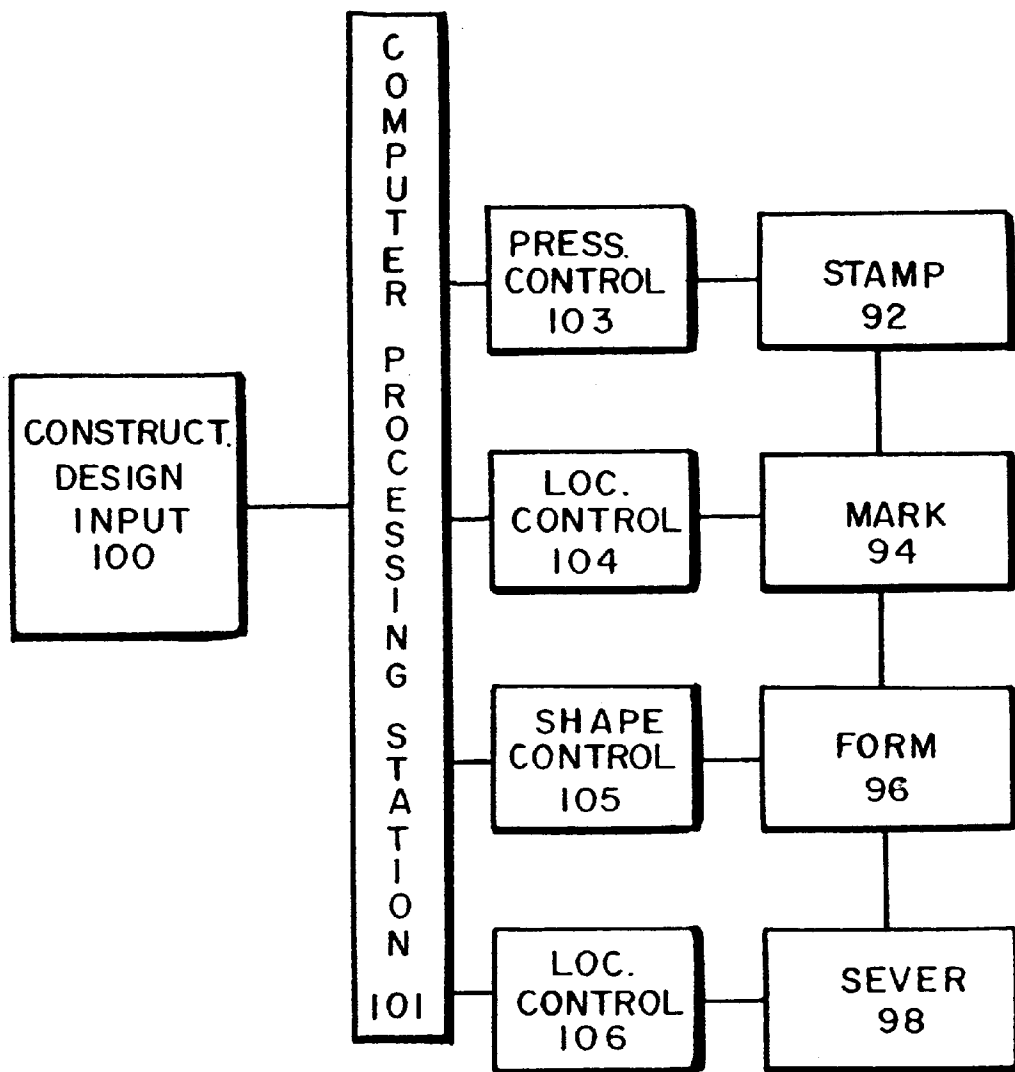 CONSTRUCT.
DESIGN
INPUT
100
COMPUTER PROCESSING STATION
101
PRESS.
CONTROL
103
STAMP
92
LOC.
CONTROL
104
MARK
94
SHAPE
CONTROL
105
FORM
96
LOC.
CONTROL
106
SEVER
98